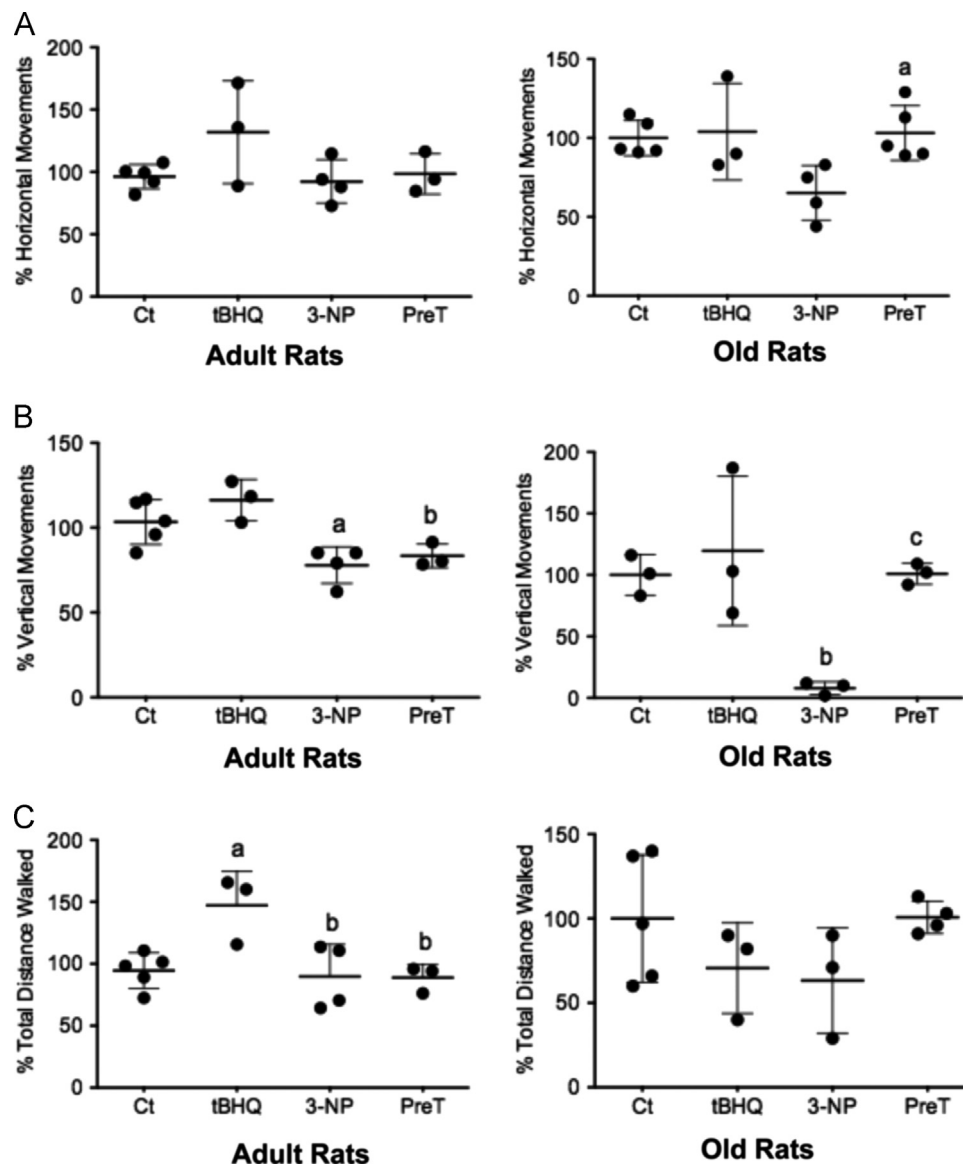 A
% Horizontal Movements
200
150
100
50
0
Ct tBHQ 3-NP PreT
Adult Rats
% Horizontal Movements
150
100
50
0
a
Ct tBHQ 3-NP PreT
Old Rats
B
% Vertical Movements
150
100
50
0
a b
Ct tBHQ 3-NP PreT
Adult Rats
% Vertical Movements
200
150
100
50
0
b c
Ct tBHQ 3-NP PreT
Old Rats
C
% Total Distance Walked
200
150
100
50
0
a b b
Ct tBHQ 3-NP PreT
Adult Rats
% Total Distance Walked
150
100
50
0
Ct tBHQ 3-NP PreT
Old Rats